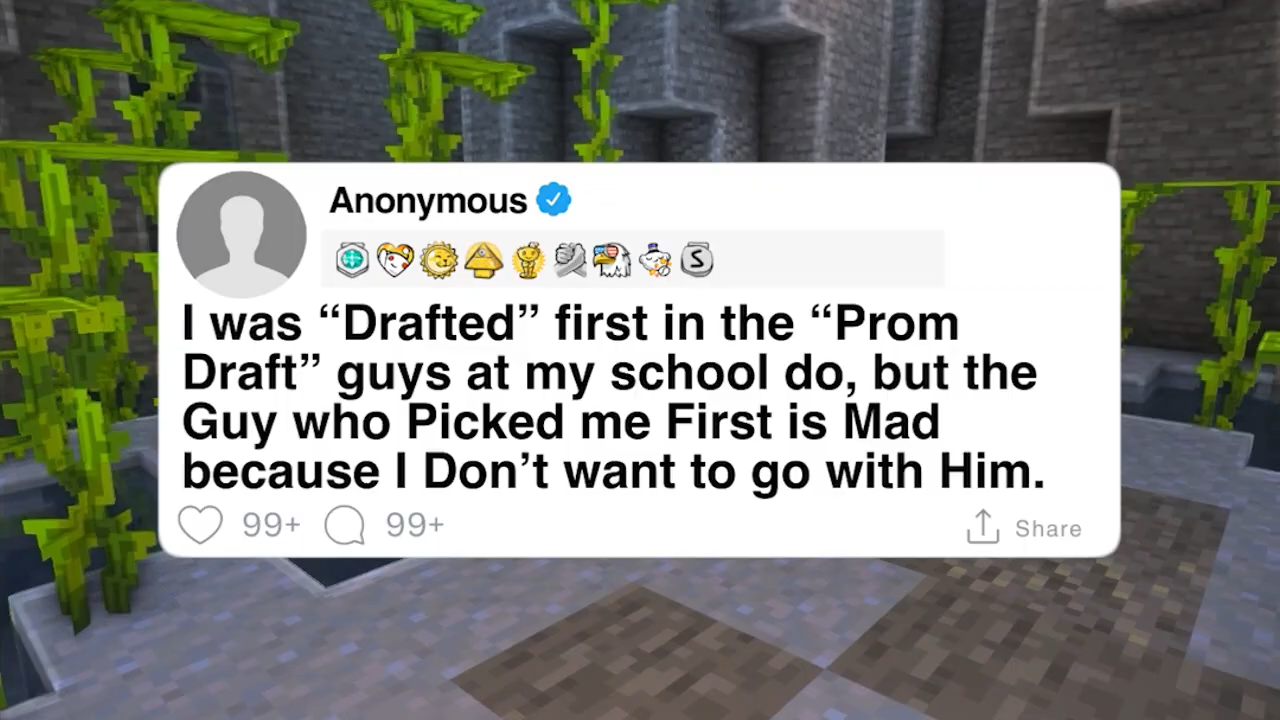 Anonymous
S
I was “Drafted” first in the “Prom
Draft” guys at my school do, but the
Guy who Picked me First is Mad
because I Don’t want to go with Him.
99+ 99+ Share